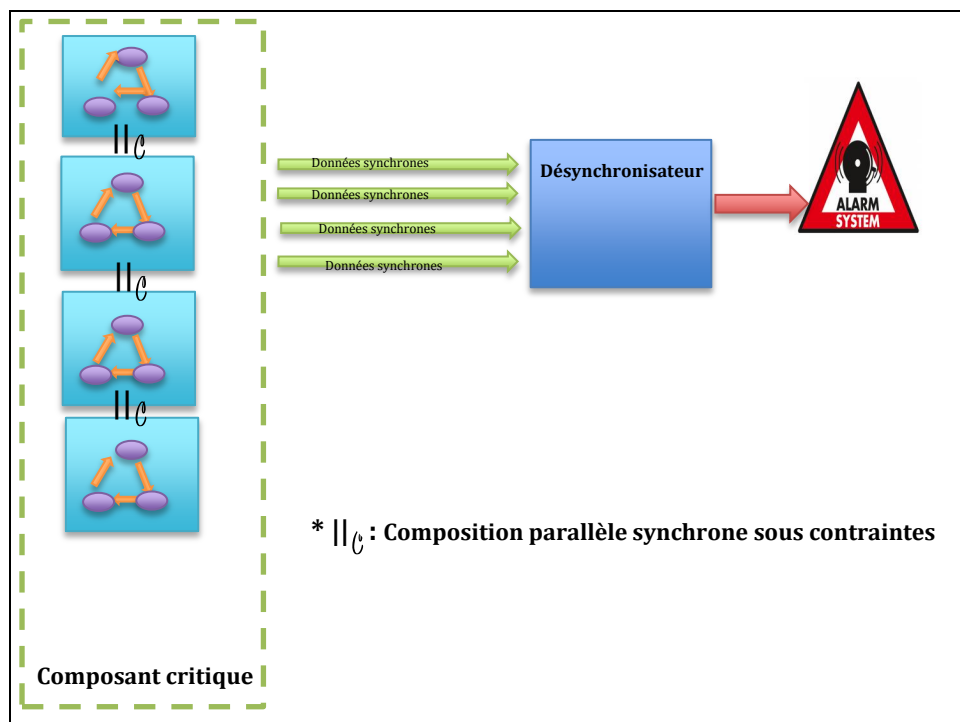 ||𝒞
||𝒞
||𝒞
Données synchrones
Données synchrones
Données synchrones
Données synchrones
Désynchronisateur
ALARM
SYSTEM
* ||𝒞 : Composition parallèle synchrone sous contraintes
Composant critique